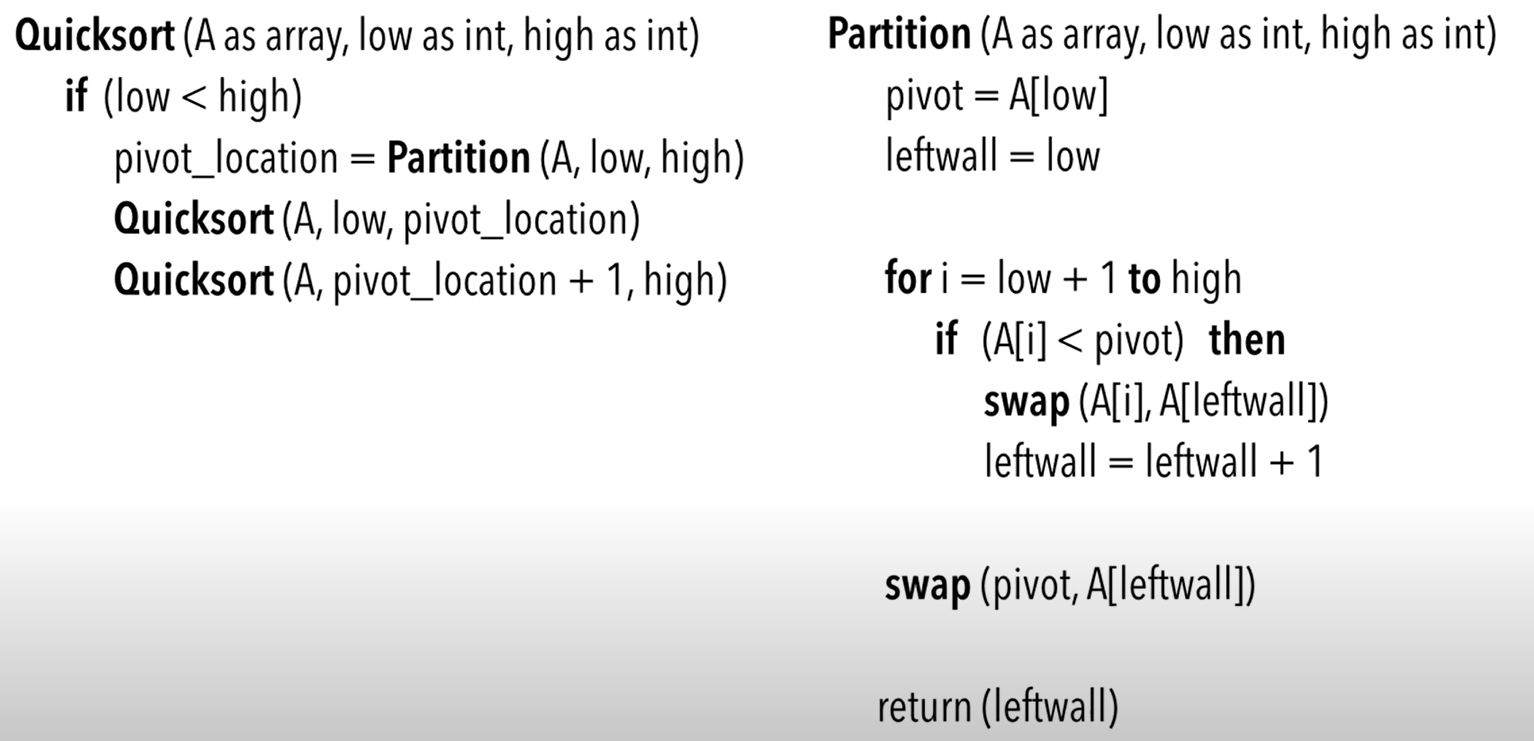 Quicksort (A as array, low as int, high as int)
if (low < high)
pivot_location = Partition (A, low, high)
Quicksort (A, low, pivot_location)
Quicksort (A, pivot_location + 1, high)
Partition (A as array, low as int, high as int)
pivot = A[low]
leftwall = low
for i = low + 1 to high
if (A[i] < pivot) then
swap (A[i], A[leftwall])
leftwall = leftwall + 1
swap (pivot, A[leftwall])
return (leftwall)